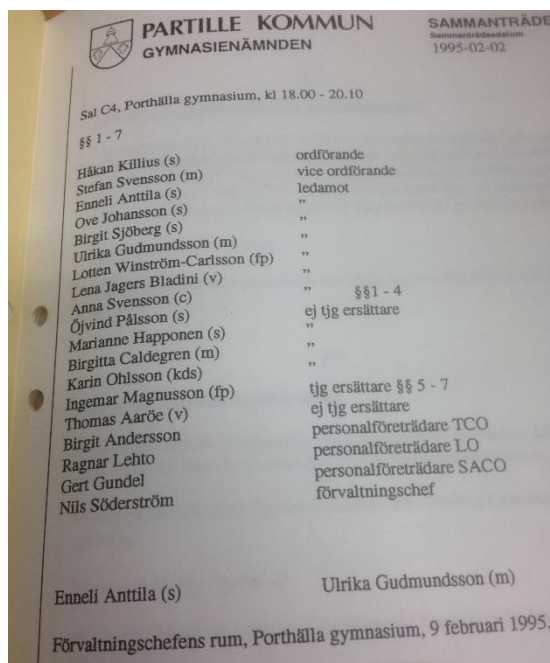 PARTILLE KOMMUN
GYMNASIENÄMNDEN
SAMMANTRÄDE
Sammanträdesdatum
1995-02-02
Sal C4, Porthälla gymnasium, kl 18.00 - 20.10
§§ 1 - 7
Håkan Killius (s) ordförande
Stefan Svensson (m) vice ordförande
Enneli Anttila (s) ledamot
Ove Johansson (s) "
Birgit Sjöberg (s) "
Ulrika Gudmundsson (m) "
Lotten Winström-Carlsson (fp) "
Lena Jagers Bladini (v) "
Anna Svensson (c) " §§1 - 4
Öjvind Pålsson (s) ej tjg ersättare
Marianne Happonen (s) "
Birgitta Caldegren (m) "
Karin Ohlsson (kds) "
Ingemar Magnusson (fp) tjg ersättare §§ 5 - 7
Thomas Aaröe (v) ej tjg ersättare
Birgit Andersson personalföreträdare TCO
Ragnar Lehto personalföreträdare LO
Gert Gundel personalföreträdare SACO
Nils Söderström förvaltningschef
Enneli Anttila (s) Ulrika Gudmundsson (m)
Förvaltningschefens rum, Porthälla gymnasium, 9 februari 1995,